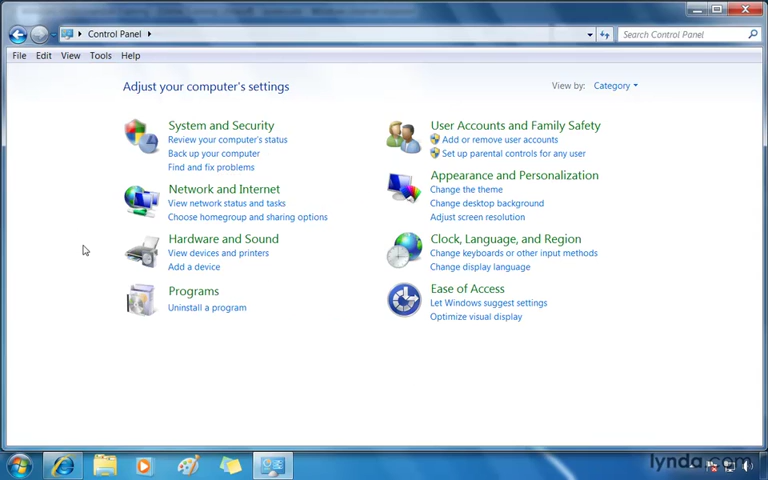 Control Panel
Search Control Panel
File Edit View Tools Help
Adjust your computer's settings
View by: Category
System and Security
Review your computer's status
Back up your computer
Find and fix problems
Network and Internet
View network status and tasks
Choose homegroup and sharing options
Hardware and Sound
View devices and printers
Add a device
Programs
Uninstall a program
User Accounts and Family Safety
Add or remove user accounts
Set up parental controls for any user
Appearance and Personalization
Change the theme
Change desktop background
Adjust screen resolution
Clock, Language, and Region
Change keyboards or other input methods
Change display language
Ease of Access
Let Windows suggest settings
Optimize visual display
lynda.com